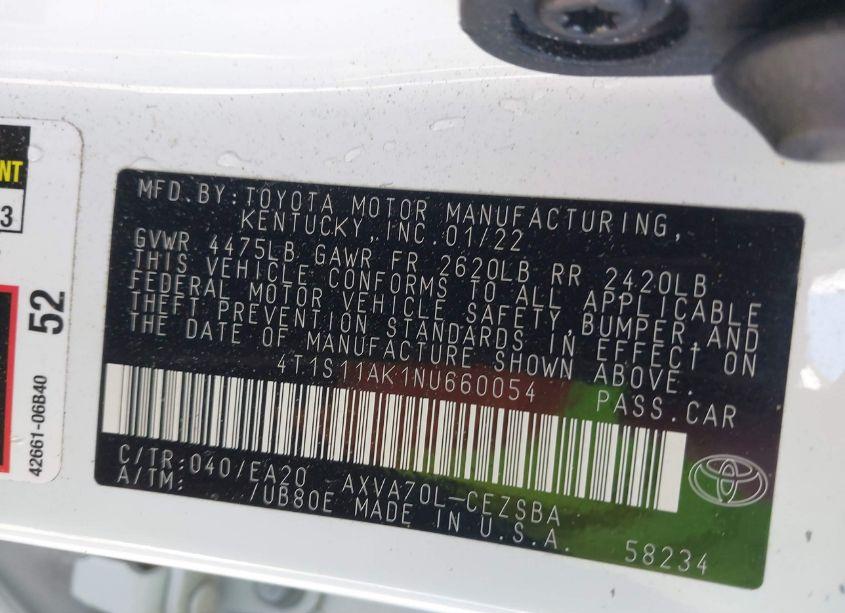 NT
3
52
42661-06B40
MFD.BY:TOYOTA MOTOR MANUFACTURING,
KENTUCKY,INC.01/22
GVWR 4475LB GAWR FR 2620LB RR 2420LB
THIS VEHICLE CONFORMS TO ALL APPLICABLE
FEDERAL MOTOR VEHICLE SAFETY,BUMPER,AND
THEFT PREVENTION STANDARDS IN EFFECT ON
THE DATE OF MANUFACTURE SHOWN ABOVE.
4T1S11AK1NU660054 PASS.CAR
C/TR:040/EA20 AXVA70L-CEZSBA
A/TM: /UB80E MADE IN U.S.A.
58234